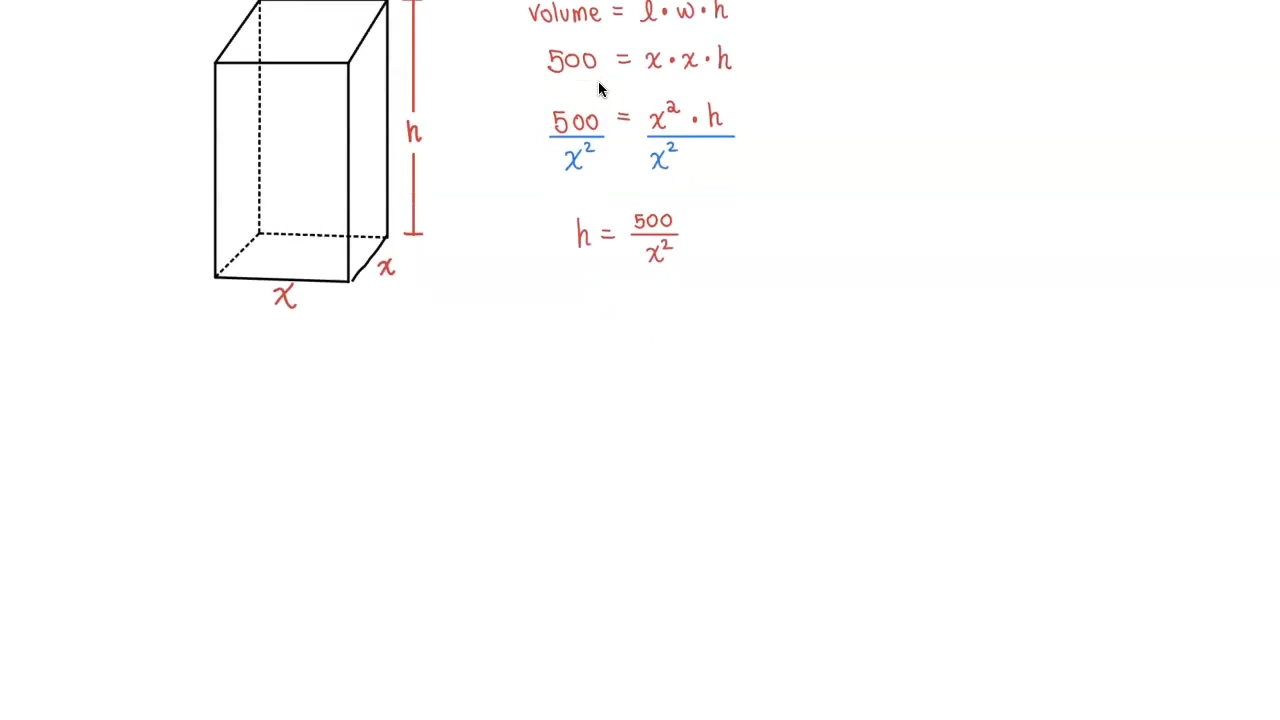 volume = l · w · h
500 = x · x · h
500 / x² = x² · h / x²
h = 500 / x²
h
x
x